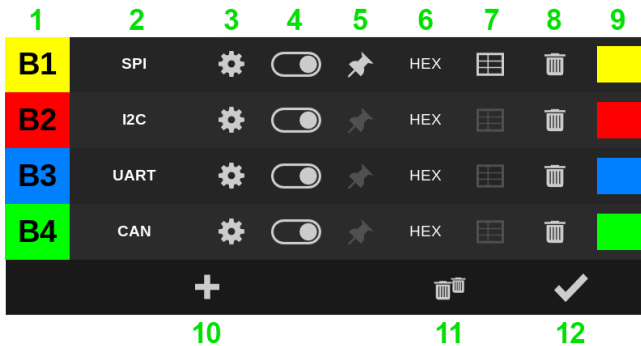 1 2 3 4 5 6 7 8 9
B1 SPI HEX
B2 I2C HEX
B3 UART HEX
B4 CAN HEX
10 11 12